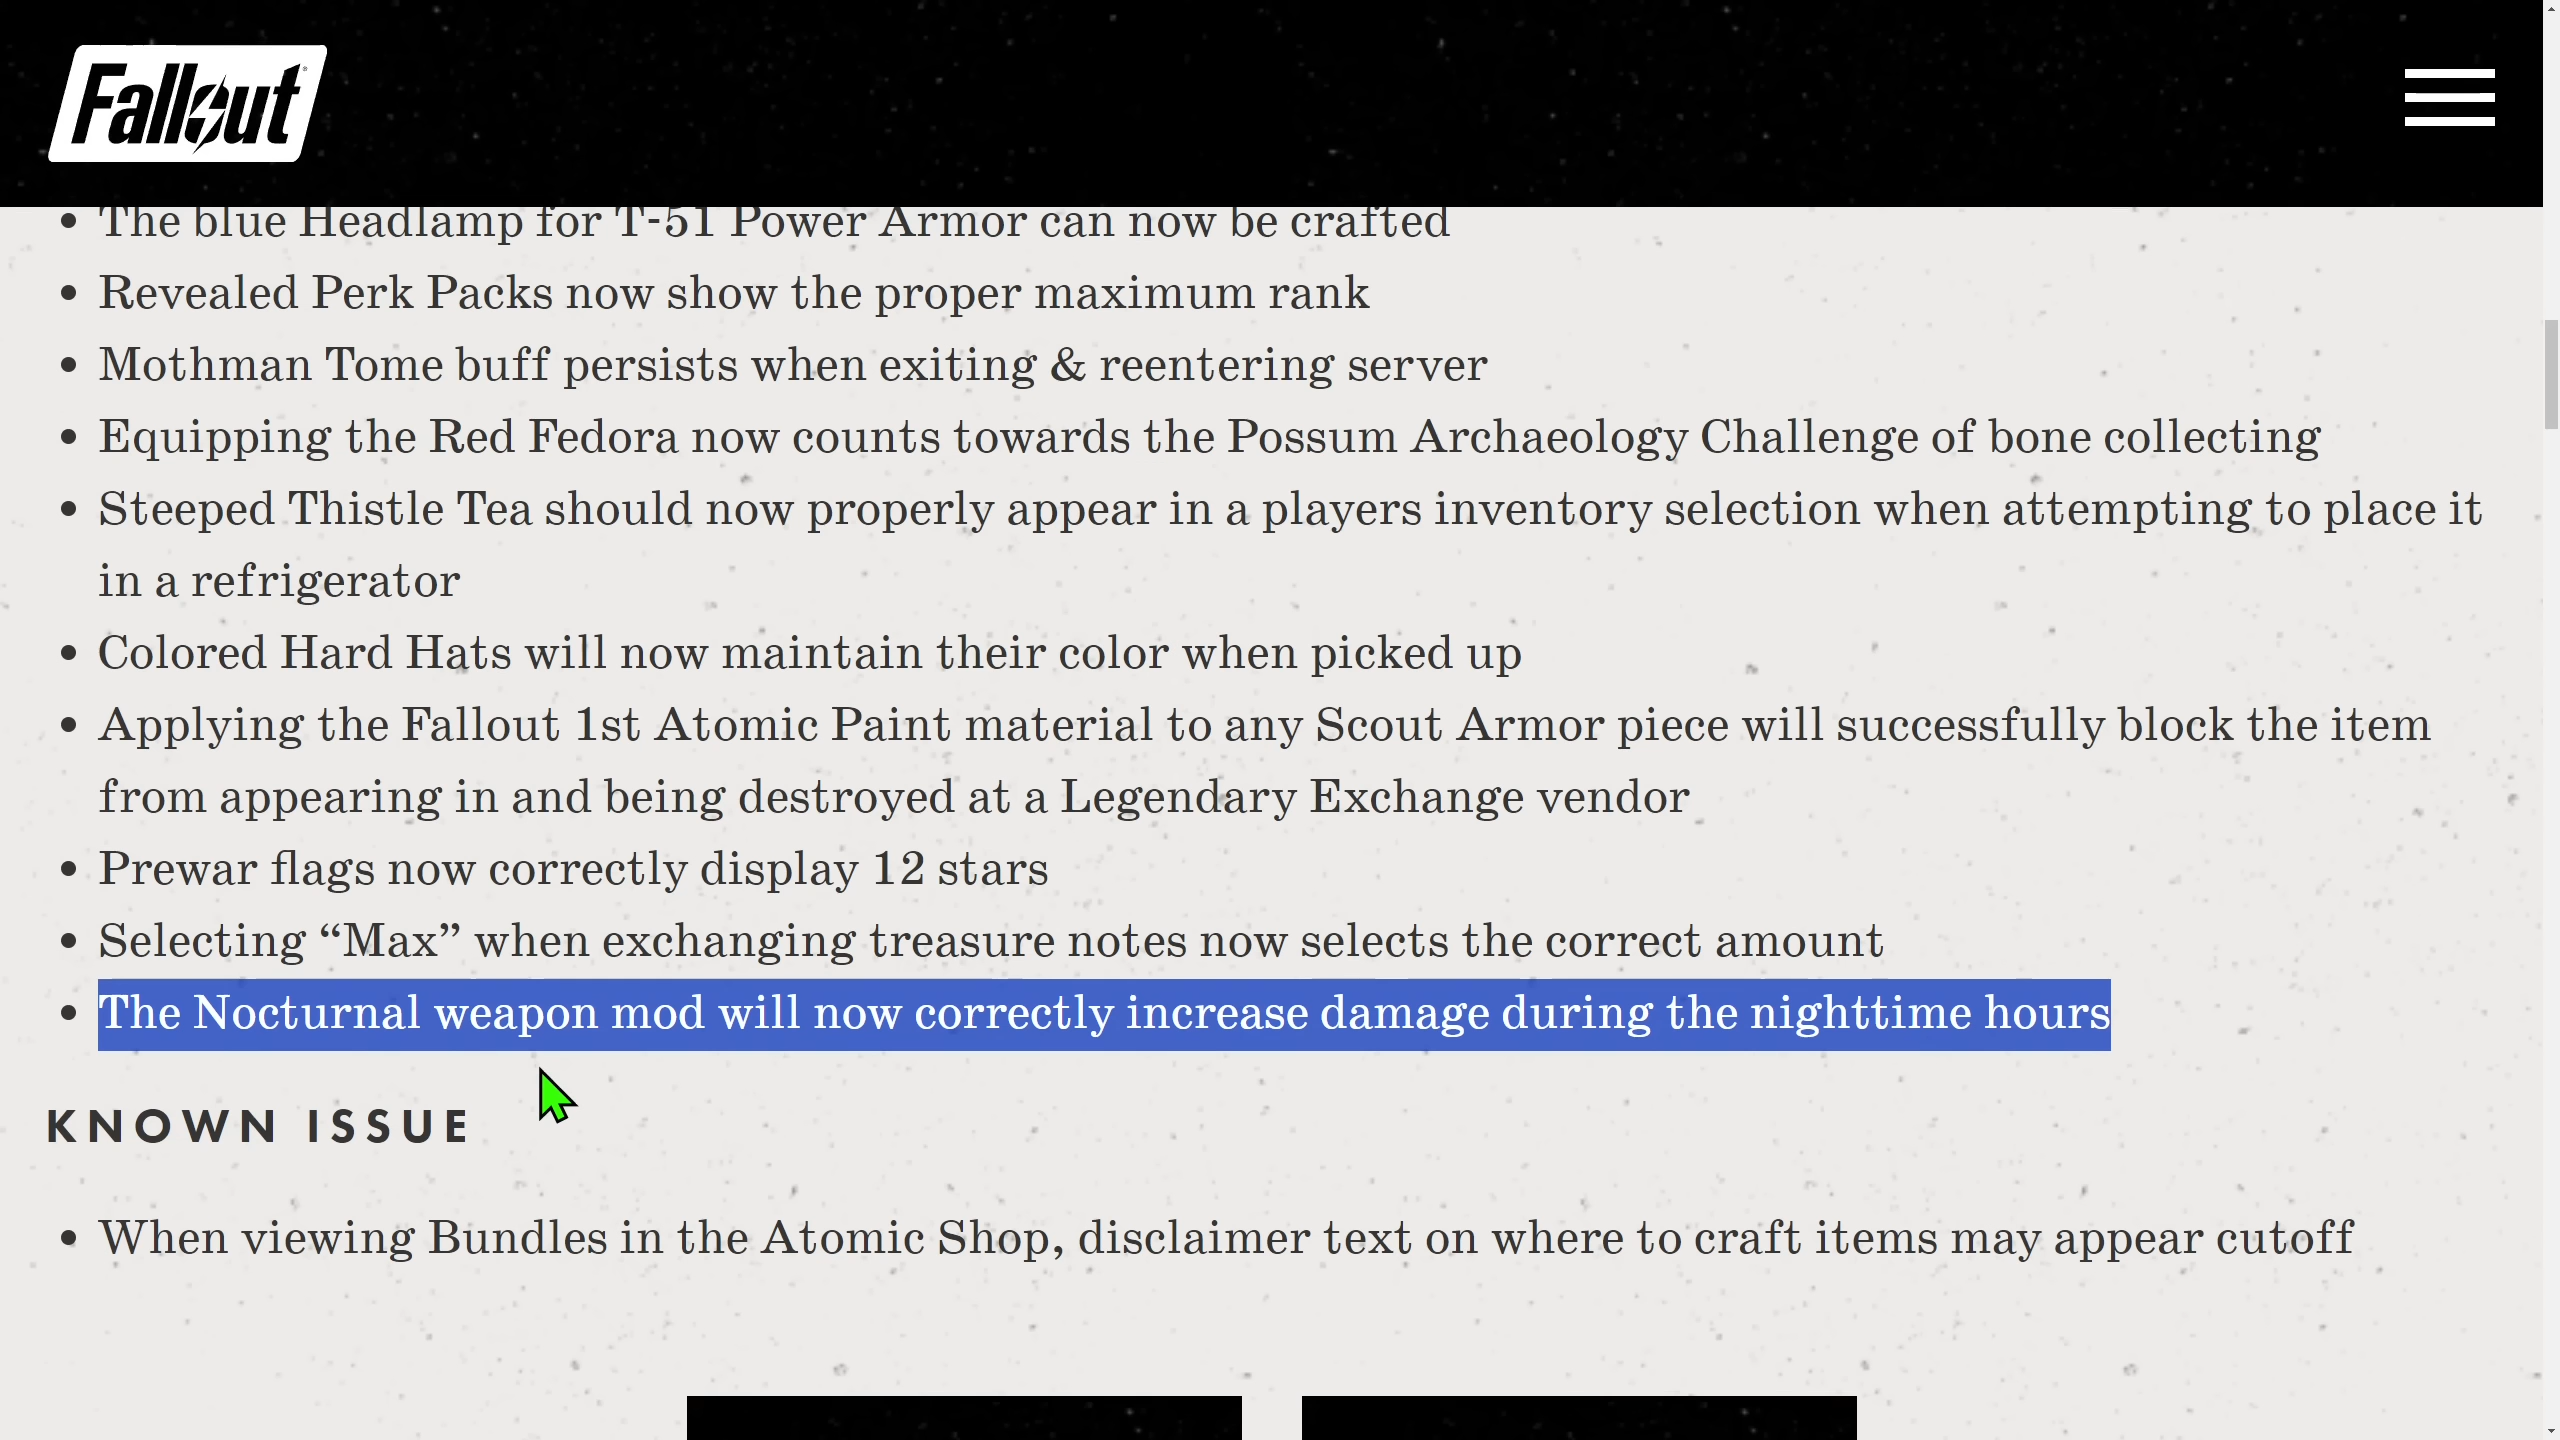 Fallout
The blue Headlamp for T-51 Power Armor can now be crafted
Revealed Perk Packs now show the proper maximum rank
Mothman Tome buff persists when exiting & reentering server
Equipping the Red Fedora now counts towards the Possum Archaeology Challenge of bone collecting
Steeped Thistle Tea should now properly appear in a players inventory selection when attempting to place it
in a refrigerator
Colored Hard Hats will now maintain their color when picked up
Applying the Fallout 1st Atomic Paint material to any Scout Armor piece will successfully block the item
from appearing in and being destroyed at a Legendary Exchange vendor
Prewar flags now correctly display 12 stars
Selecting “Max” when exchanging treasure notes now selects the correct amount
The Nocturnal weapon mod will now correctly increase damage during the nighttime hours
KNOWN ISSUE
When viewing Bundles in the Atomic Shop, disclaimer text on where to craft items may appear cutoff